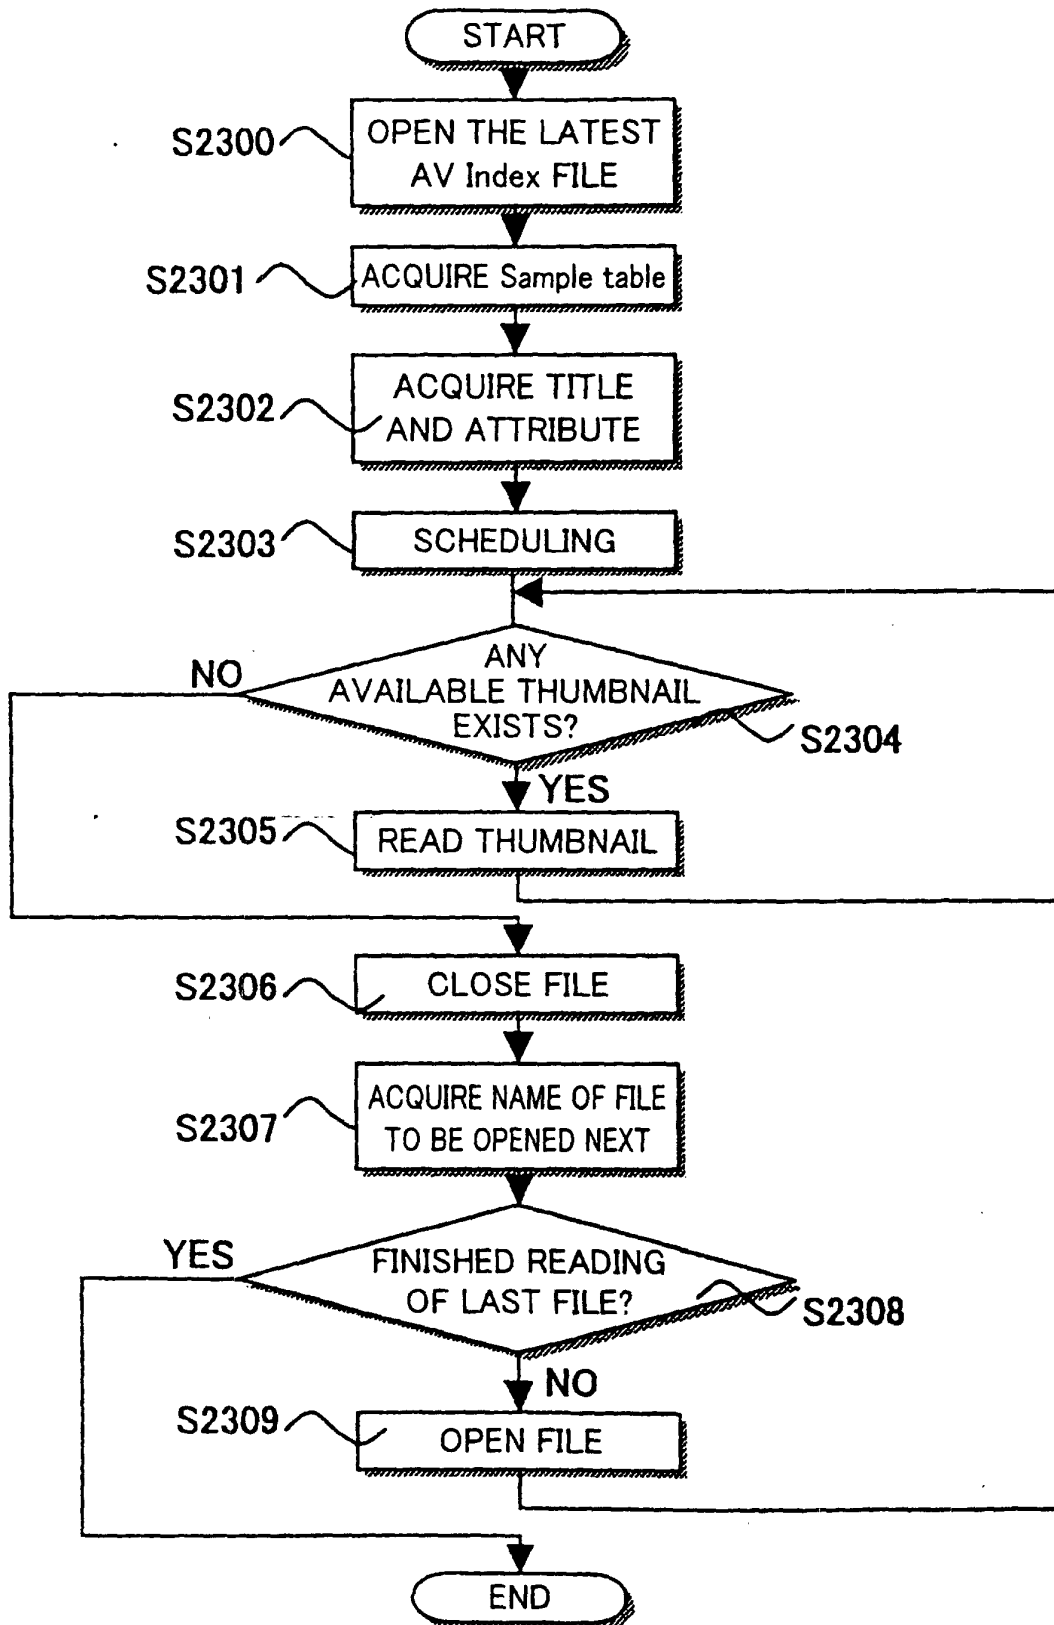 START
S2300
OPEN THE LATEST
AV Index FILE
S2301
ACQUIRE Sample table
S2302
ACQUIRE TITLE
AND ATTRIBUTE
S2303
SCHEDULING
NO
ANY
AVAILABLE THUMBNAIL
EXISTS?
S2304
YES
S2305
READ THUMBNAIL
S2306
CLOSE FILE
S2307
ACQUIRE NAME OF FILE
TO BE OPENED NEXT
YES
FINISHED READING
OF LAST FILE?
S2308
NO
S2309
OPEN FILE
END